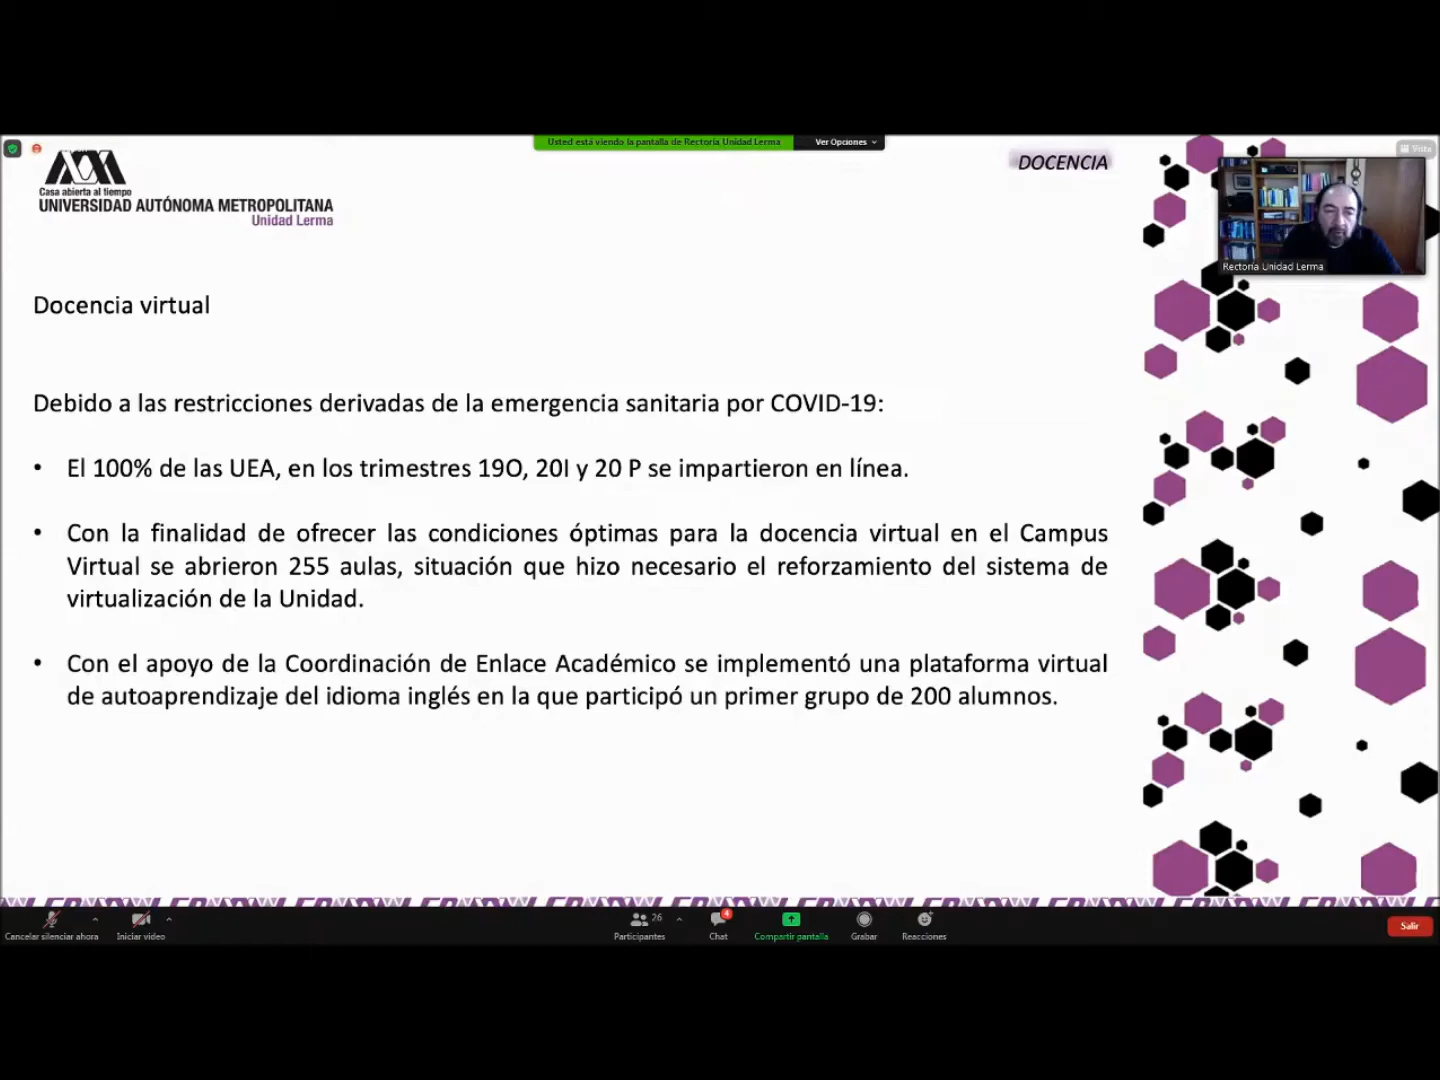 Usted está viendo la pantalla de Rectoría Unidad Lerma
Ver Opciones
Vista
Casa abierta al tiempo
UNIVERSIDAD AUTÓNOMA METROPOLITANA
Unidad Lerma
DOCENCIA
Rectoría Unidad Lerma
Docencia virtual
Debido a las restricciones derivadas de la emergencia sanitaria por COVID-19:
• El 100% de las UEA, en los trimestres 19O, 20I y 20 P se impartieron en línea.
• Con la finalidad de ofrecer las condiciones óptimas para la docencia virtual en el Campus
Virtual se abrieron 255 aulas, situación que hizo necesario el reforzamiento del sistema de
virtualización de la Unidad.
• Con el apoyo de la Coordinación de Enlace Académico se implementó una plataforma virtual
de autoaprendizaje del idioma inglés en la que participó un primer grupo de 200 alumnos.
Cancelar silenciar ahora
Iniciar video
26
Participantes
4
Chat
Compartir pantalla
Grabar
Reacciones
Salir